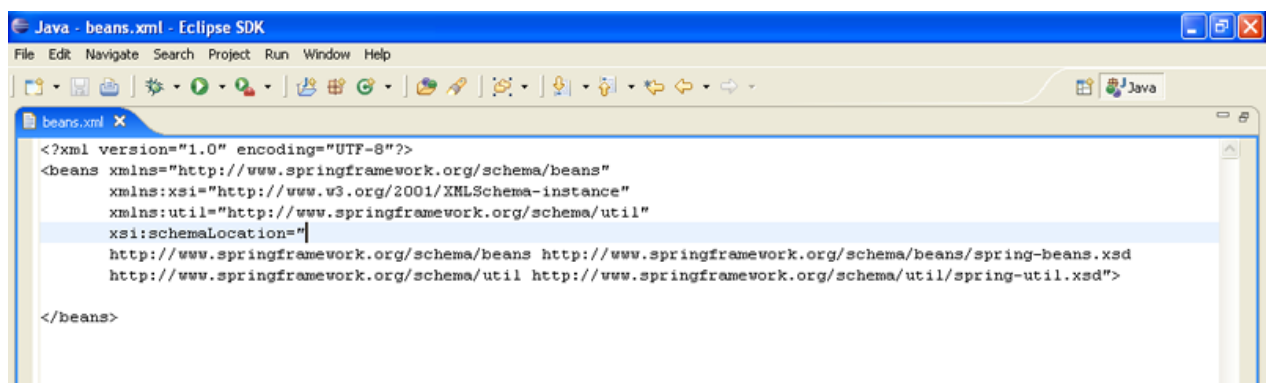 Java - beans.xml - Eclipse SDK
File Edit Navigate Search Project Run Window Help
Java
beans.xml
<?xml version="1.0" encoding="UTF-8"?>
<beans xmlns="http://www.springframework.org/schema/beans"
xmlns:xsi="http://www.w3.org/2001/XMLSchema-instance"
xmlns:util="http://www.springframework.org/schema/util"
xsi:schemaLocation="
http://www.springframework.org/schema/beans http://www.springframework.org/schema/beans/spring-beans.xsd
http://www.springframework.org/schema/util http://www.springframework.org/schema/util/spring-util.xsd">
</beans>